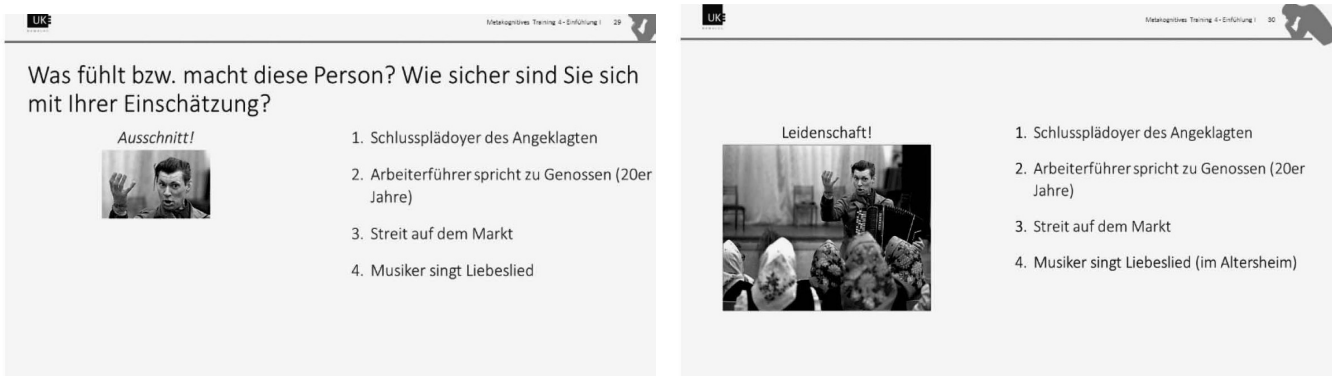 UKE
HAMBURG
Metakognitives Training 4 - Einfühlung I 29
Was fühlt bzw. macht diese Person? Wie sicher sind Sie sich
mit Ihrer Einschätzung?
Ausschnitt!
1. Schlussplädoyer des Angeklagten
2. Arbeiterführer spricht zu Genossen (20er
Jahre)
3. Streit auf dem Markt
4. Musiker singt Liebeslied
UKE
HAMBURG
Metakognitives Training 4 - Einfühlung I 30
Leidenschaft!
1. Schlussplädoyer des Angeklagten
2. Arbeiterführer spricht zu Genossen (20er
Jahre)
3. Streit auf dem Markt
4. Musiker singt Liebeslied (im Altersheim)